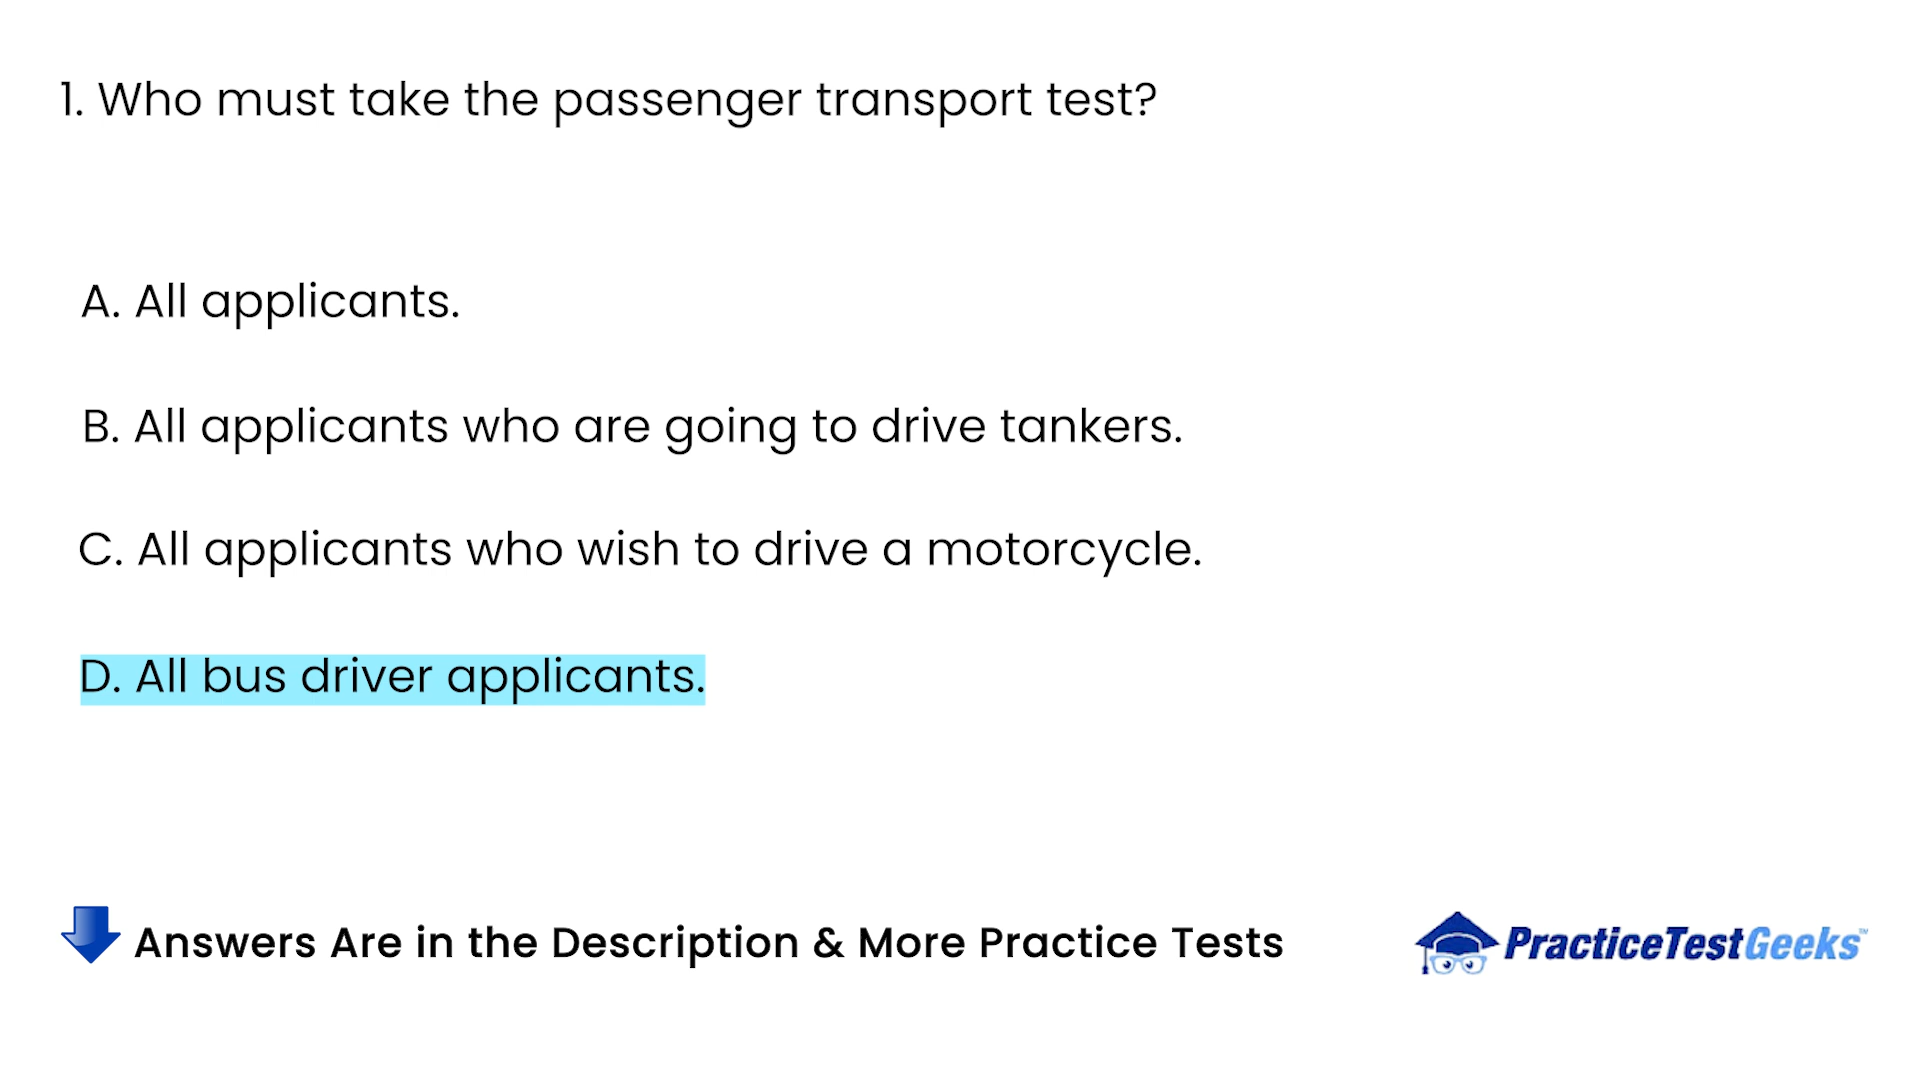 1. Who must take the passenger transport test?
A. All applicants.
B. All applicants who are going to drive tankers.
C. All applicants who wish to drive a motorcycle.
D. All bus driver applicants.
Answers Are in the Description & More Practice Tests
PracticeTestGeeks™